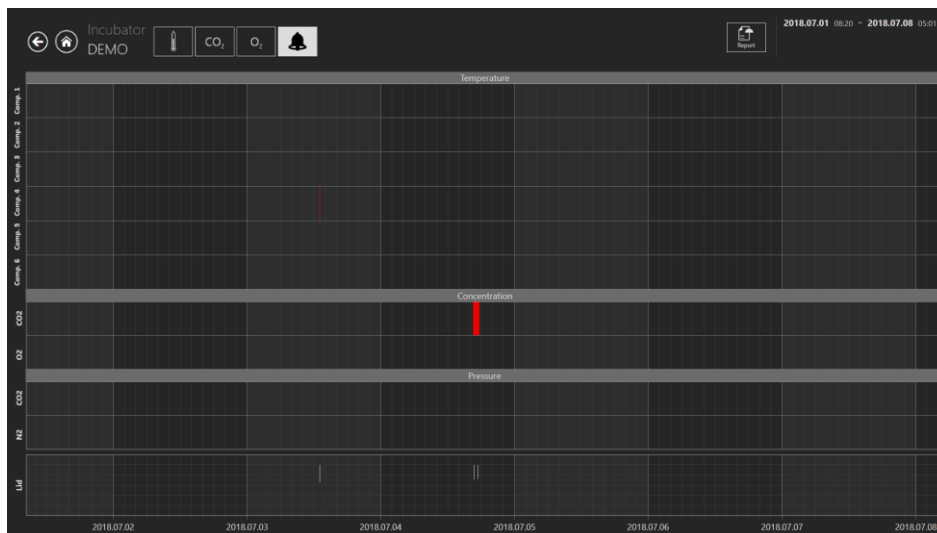 Incubator
DEMO
CO₂
O₂
Report
2018.07.01 08:20 - 2018.07.08 05:01
Temperature
Comp. 1
Comp. 2
Comp. 3
Comp. 4
Comp. 5
Comp. 6
Concentration
CO2
O2
Pressure
CO2
N2
Lid
2018.07.02 2018.07.03 2018.07.04 2018.07.05 2018.07.06 2018.07.07 2018.07.08